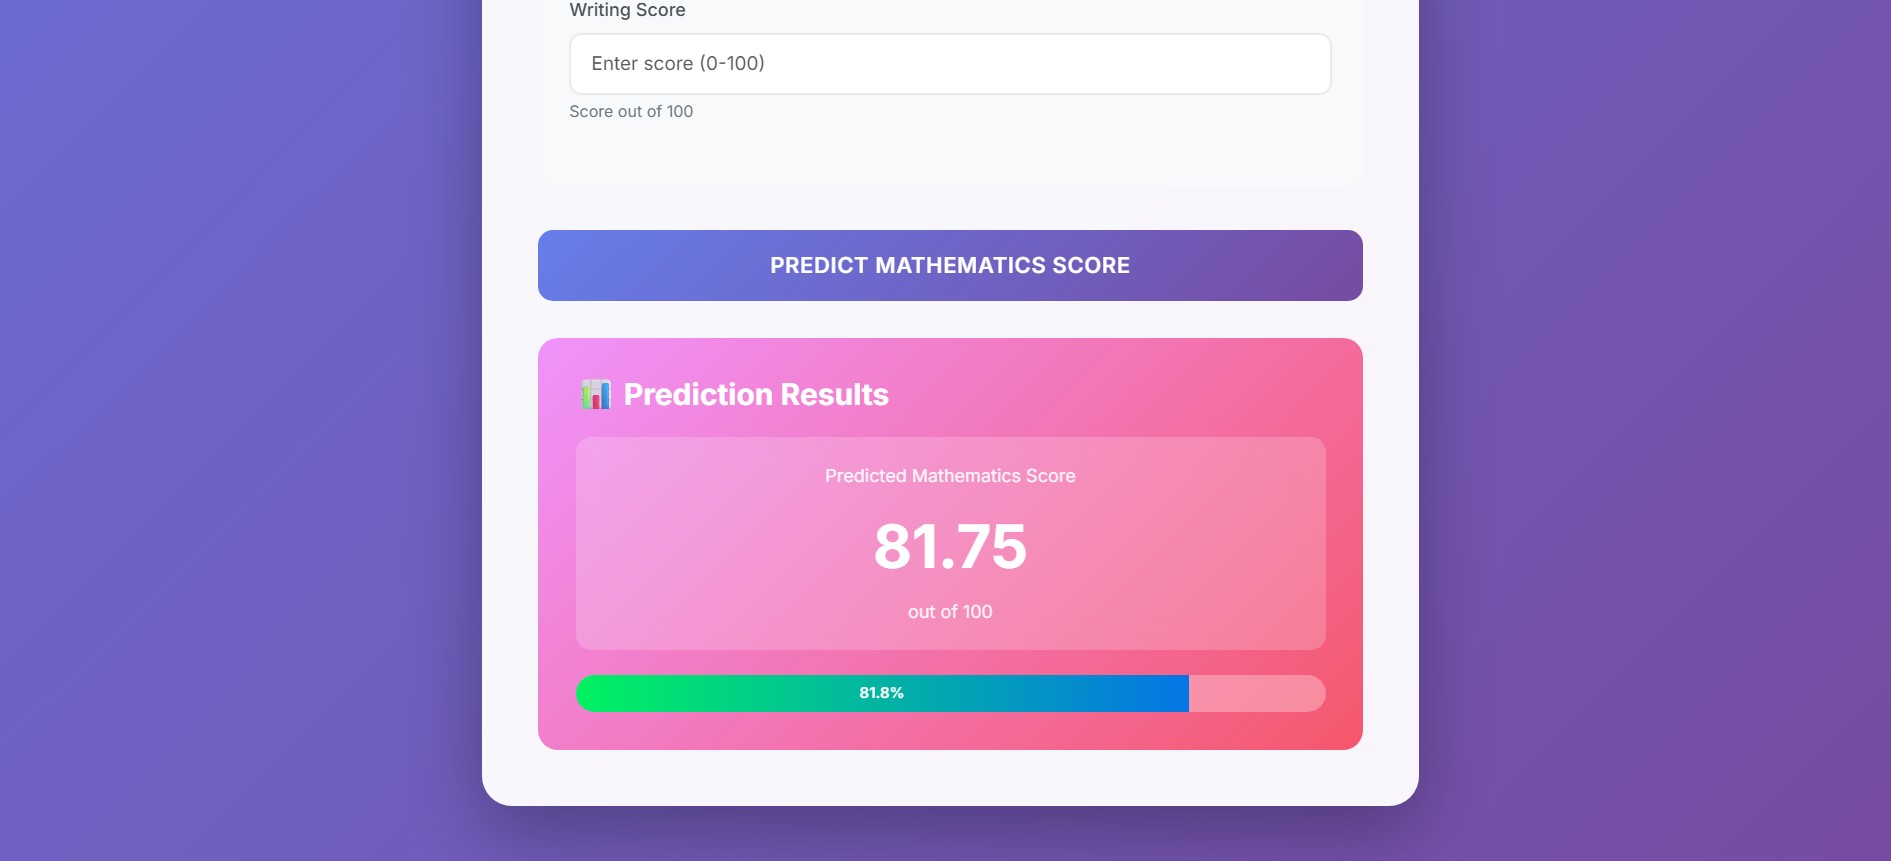 Writing Score
Enter score (0-100)
Score out of 100
PREDICT MATHEMATICS SCORE
Prediction Results
Predicted Mathematics Score
81.75
out of 100
81.8%